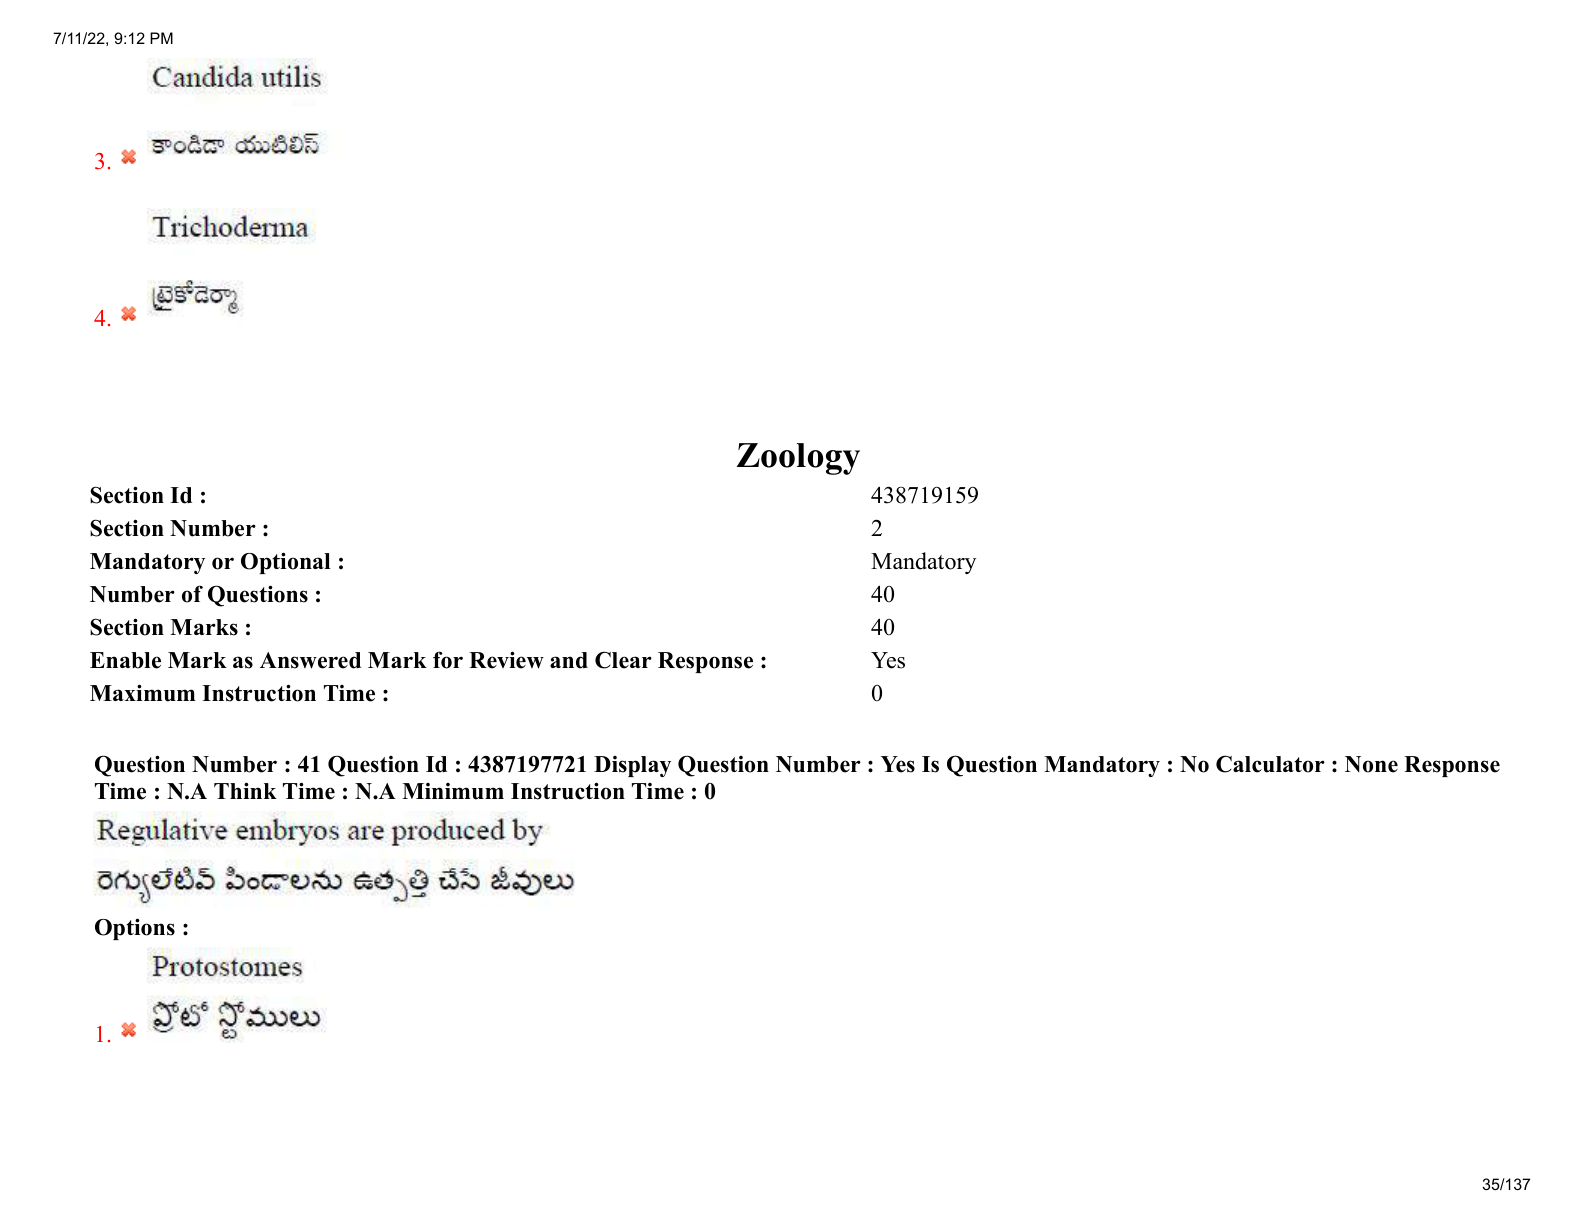 7/11/22, 9:12 PM
Candida utilis
కాండిడా యుటిలిస్
3.
Trichoderma
ట్రైకోడెర్మా
4.
Zoology
Section Id : 438719159
Section Number : 2
Mandatory or Optional : Mandatory
Number of Questions : 40
Section Marks : 40
Enable Mark as Answered Mark for Review and Clear Response : Yes
Maximum Instruction Time : 0
Question Number : 41 Question Id : 4387197721 Display Question Number : Yes Is Question Mandatory : No Calculator : None Response
Time : N.A Think Time : N.A Minimum Instruction Time : 0
Regulative embryos are produced by
రెగ్యులేటివ్ పిండాలను ఉత్పత్తి చేసే జీవులు
Options :
Protostomes
ప్రోటో స్టోములు
1.
35/137